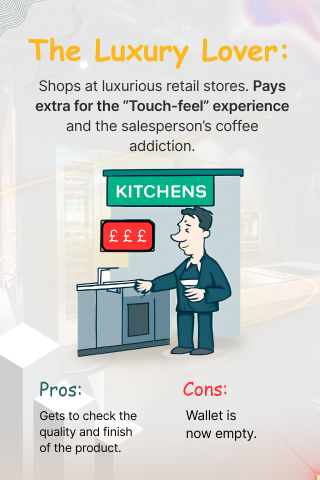 The Luxury Lover:
Shops at luxurious retail stores. Pays
extra for the “Touch-feel” experience
and the salesperson’s coffee
addiction.
KITCHENS
£ £ £
Pros:
Gets to check the
quality and finish
of the product.
Cons:
Wallet is
now empty.